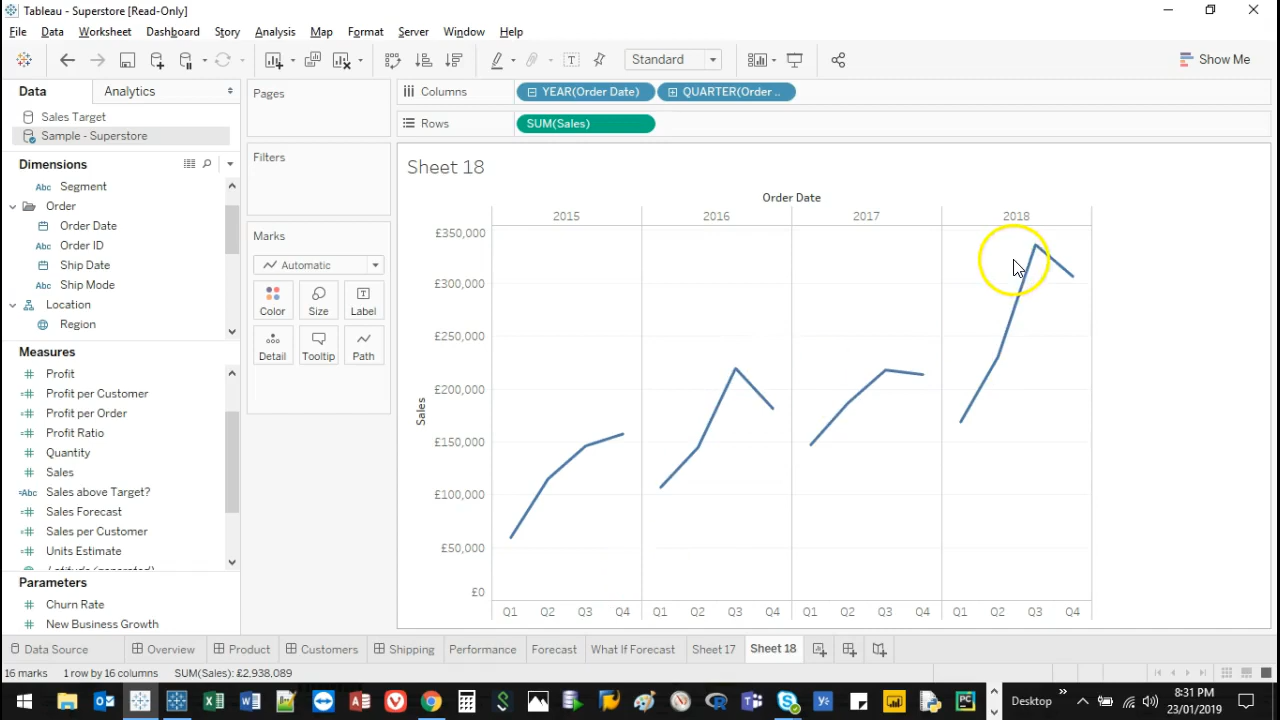 Tableau - Superstore [Read-Only]
File Data Worksheet Dashboard Story Analysis Map Format Server Window Help
Standard
Show Me
Data Analytics
Sales Target
Sample - Superstore
Dimensions
Abc Segment
Order
Order Date
Abc Order ID
Ship Date
Abc Ship Mode
Location
Region
Measures
Profit
Profit per Customer
Profit per Order
Profit Ratio
Quantity
Sales
=Abc Sales above Target?
Sales Forecast
Sales per Customer
Units Estimate
Parameters
Churn Rate
New Business Growth
Pages
Filters
Marks
Automatic
Color Size Label
Detail Tooltip Path
Columns YEAR(Order Date) QUARTER(Order ..
Rows SUM(Sales)
Sheet 18
Order Date
2015 2016 2017 2018
£350,000
£300,000
£250,000
£200,000
£150,000
£100,000
£50,000
£0
Sales
Q1 Q2 Q3 Q4 Q1 Q2 Q3 Q4 Q1 Q2 Q3 Q4 Q1 Q2 Q3 Q4
Data Source Overview Product Customers Shipping Performance Forecast What If Forecast Sheet 17 Sheet 18
16 marks 1 row by 16 columns SUM(Sales): £2,938,089
Desktop
8:31 PM
23/01/2019